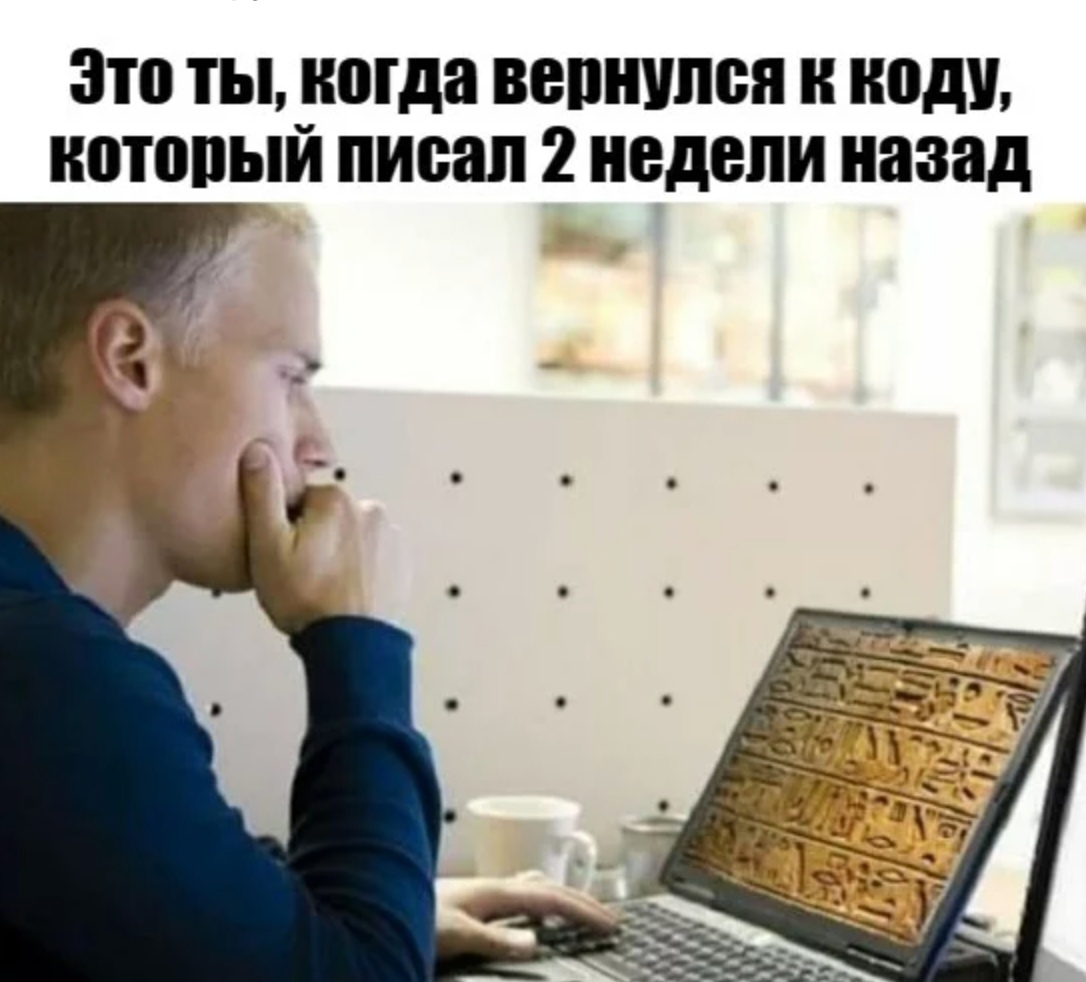 Это ты, когда вернулся к коду,
который писал 2 недели назад